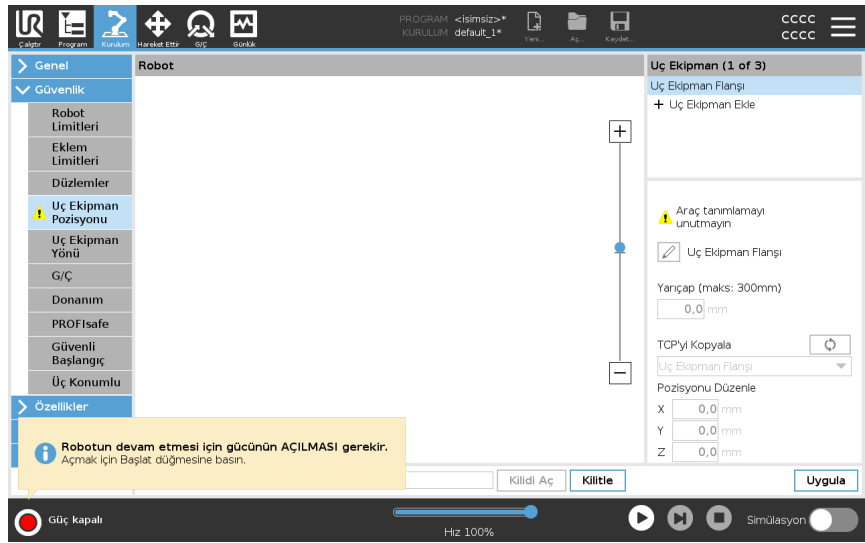 PROGRAM <isimsiz>*
KURULUM default_1*
Çalıştır
Program
Kurulum
Hareket Ettir
G/Ç
Günlük
Yeni...
Aç...
Kaydet...
CCCC
CCCC
Genel
Güvenlik
Robot
Limitleri
Eklem
Limitleri
Düzlemler
Uç Ekipman
Pozisyonu
Uç Ekipman
Yönü
G/Ç
Donanım
PROFIsafe
Güvenli
Başlangıç
Üç Konumlu
Özellikler
Robot
Uç Ekipman (1 of 3)
Uç Ekipman Flanşı
+ Uç Ekipman Ekle
Araç tanımlamayı
unutmayın
Uç Ekipman Flanşı
Yarıçap (maks: 300mm)
0,0 mm
TCP'yi Kopyala
Uç Ekipman Flanşı
Pozisyonu Düzenle
X 0,0 mm
Y 0,0 mm
Z 0,0 mm
Robotun devam etmesi için gücünün AÇILMASI gerekir.
Açmak için Başlat düğmesine basın.
Kilidi Aç
Kilitle
Uygula
Güç kapalı
Hız 100%
Simülasyon